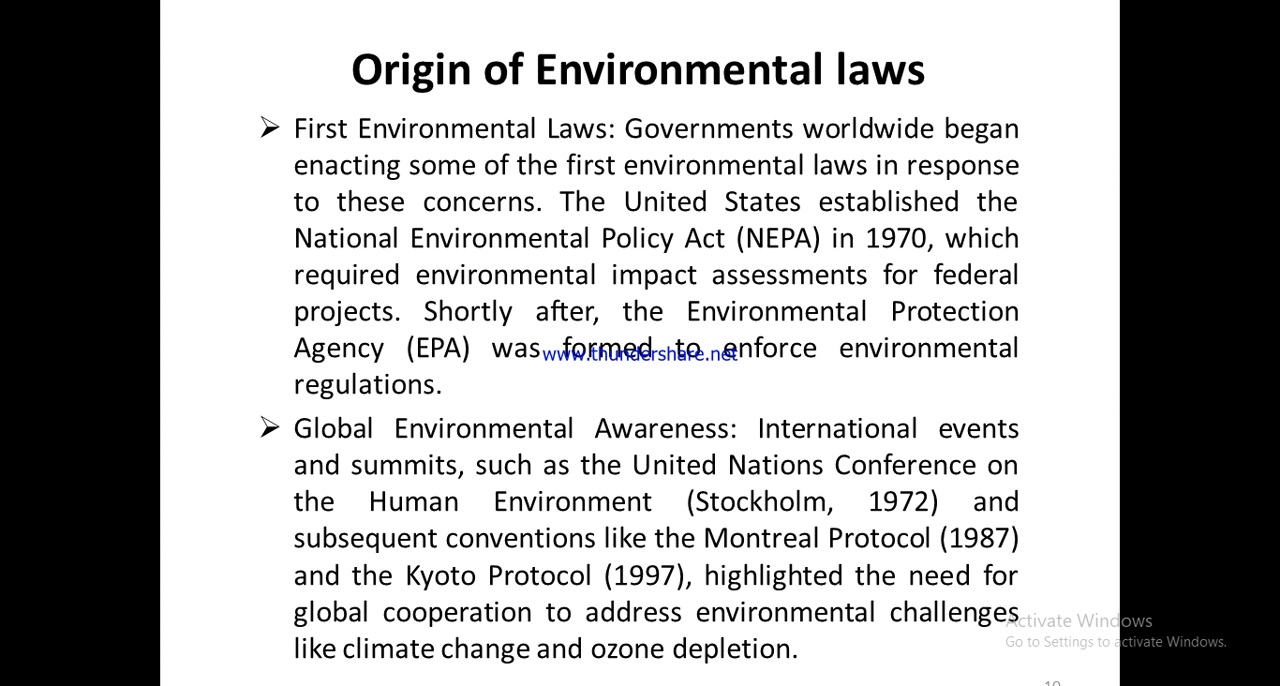 Origin of Environmental laws
➢ First Environmental Laws: Governments worldwide began
enacting some of the first environmental laws in response
to these concerns. The United States established the
National Environmental Policy Act (NEPA) in 1970, which
required environmental impact assessments for federal
projects. Shortly after, the Environmental Protection
Agency (EPA) was formed to enforce environmental
www.thundershare.net
regulations.
➢ Global Environmental Awareness: International events
and summits, such as the United Nations Conference on
the Human Environment (Stockholm, 1972) and
subsequent conventions like the Montreal Protocol (1987)
and the Kyoto Protocol (1997), highlighted the need for
global cooperation to address environmental challenges
like climate change and ozone depletion.
Activate Windows
Go to Settings to activate Windows.